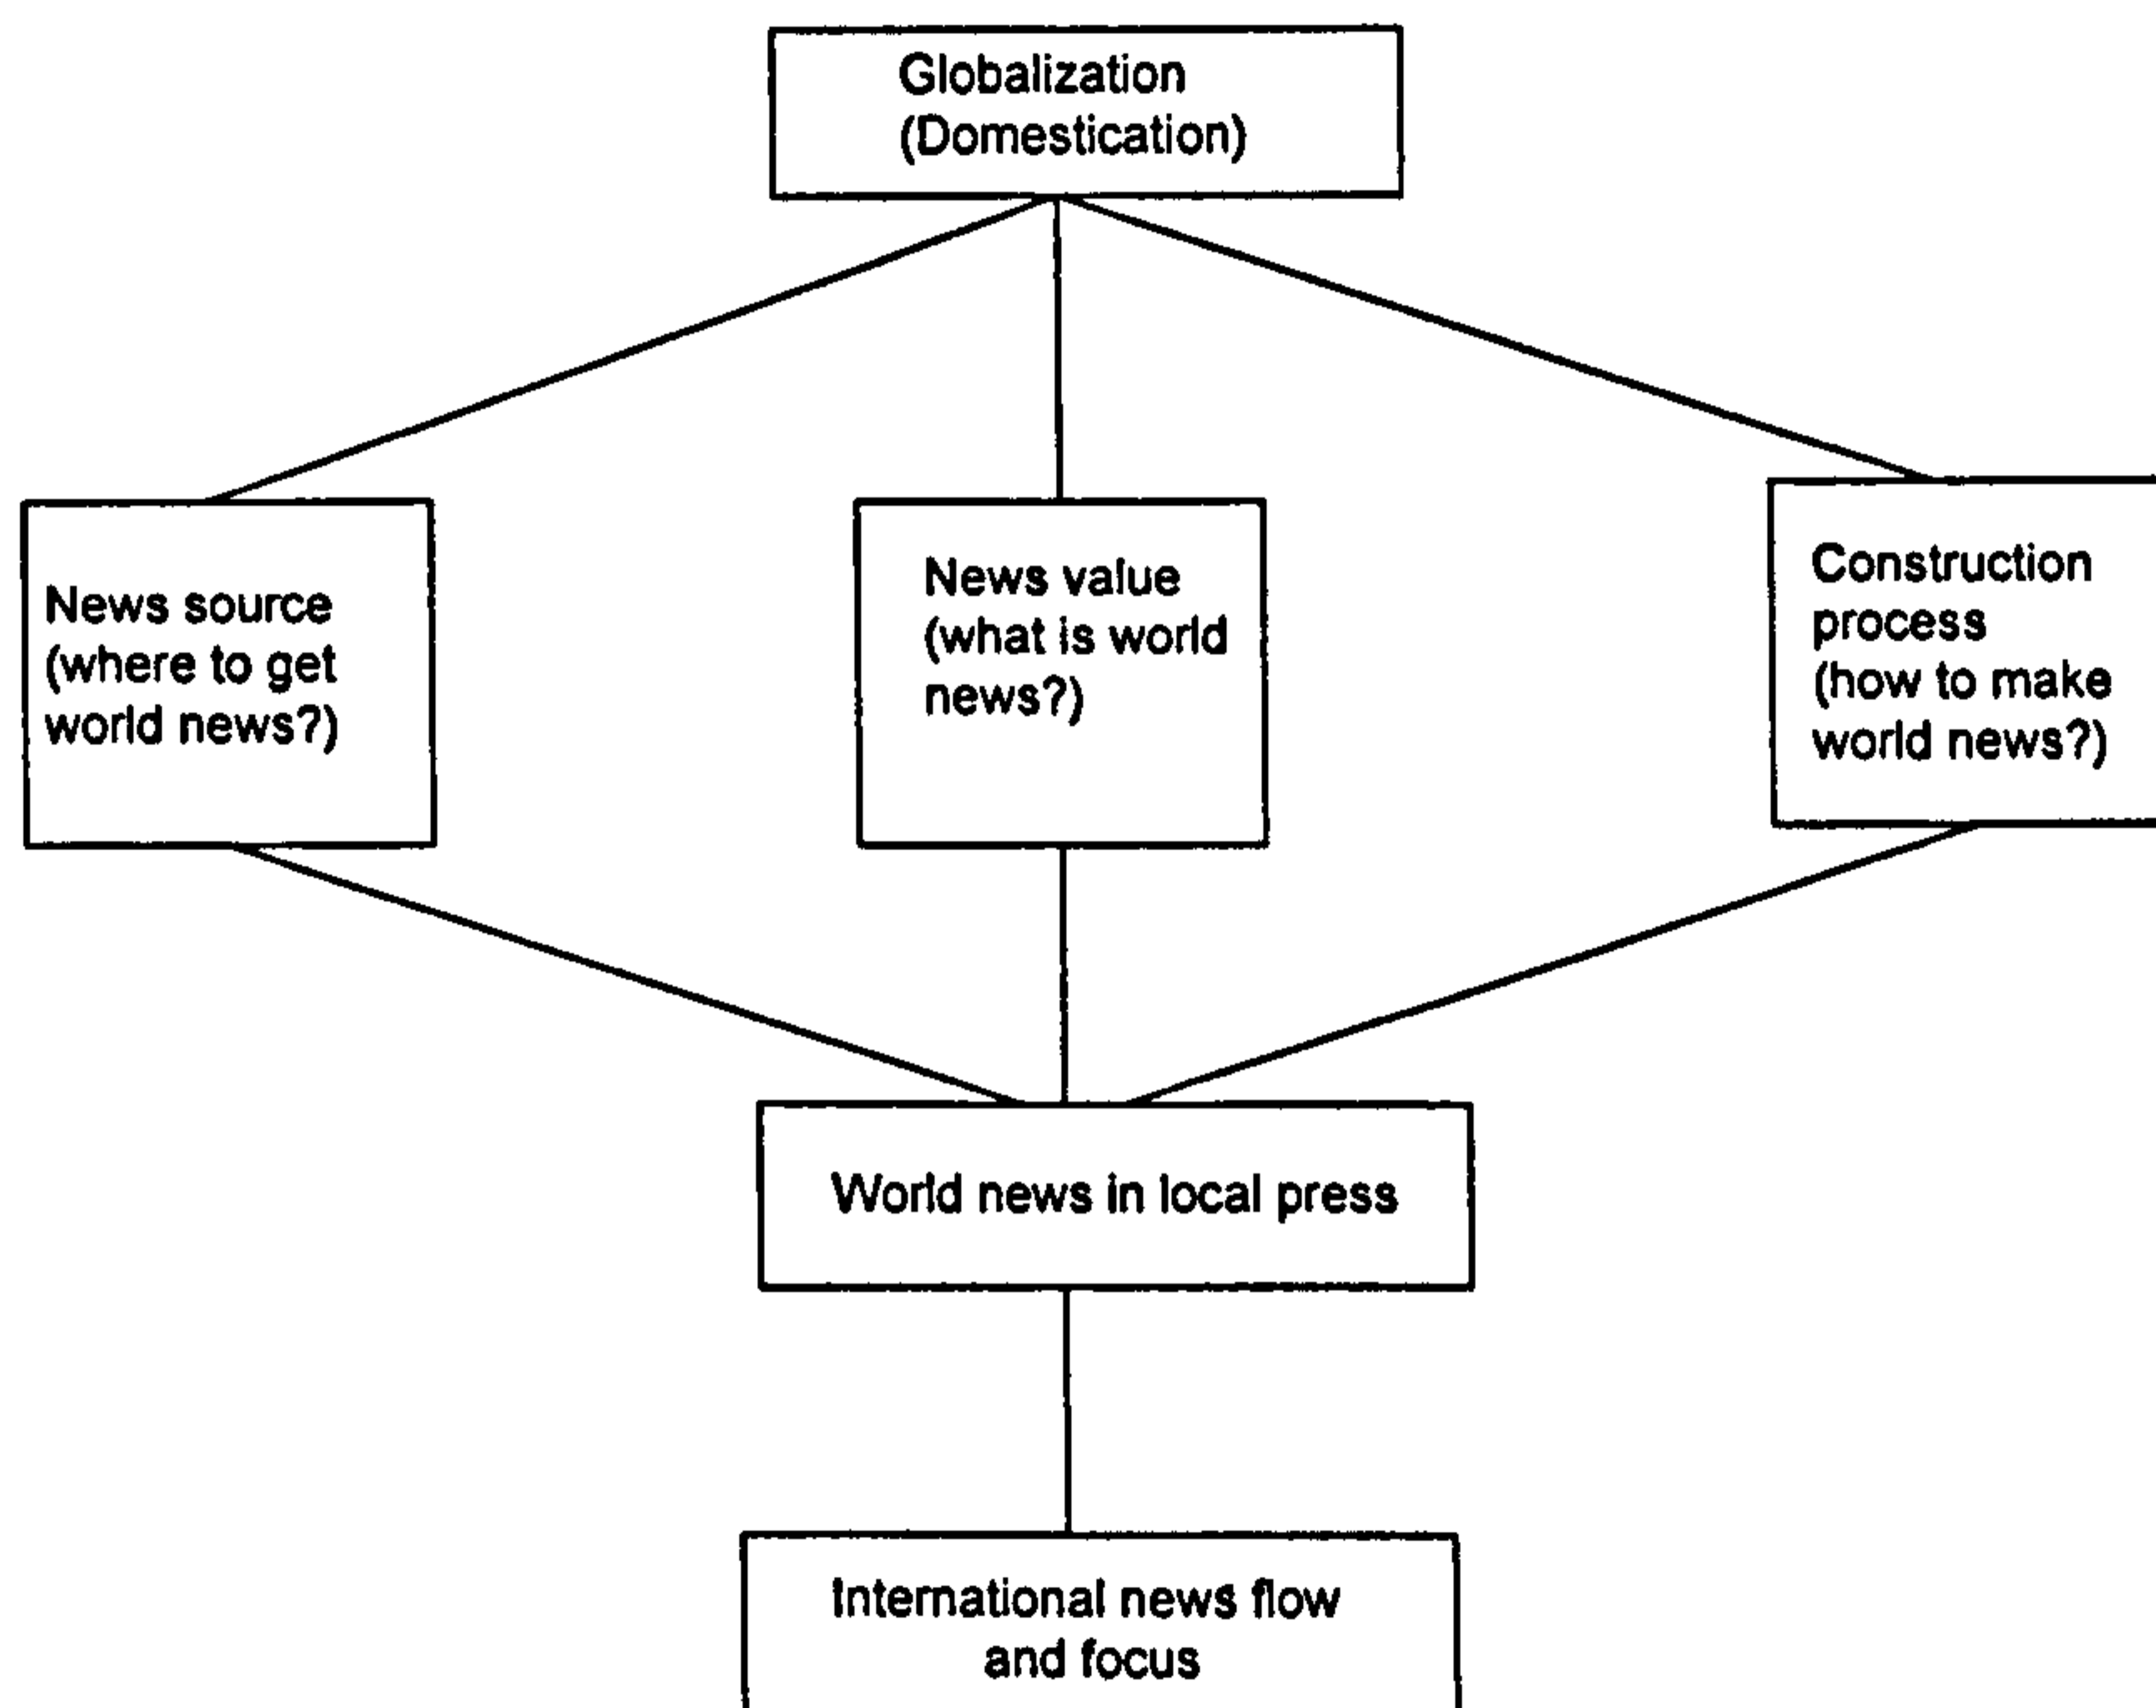 Globalization
(Domestication)
News source
(where to get
world news?)
News value
(what is world
news?)
Construction
process
(how to make
world news?)
World news in local press
International news flow
and focus